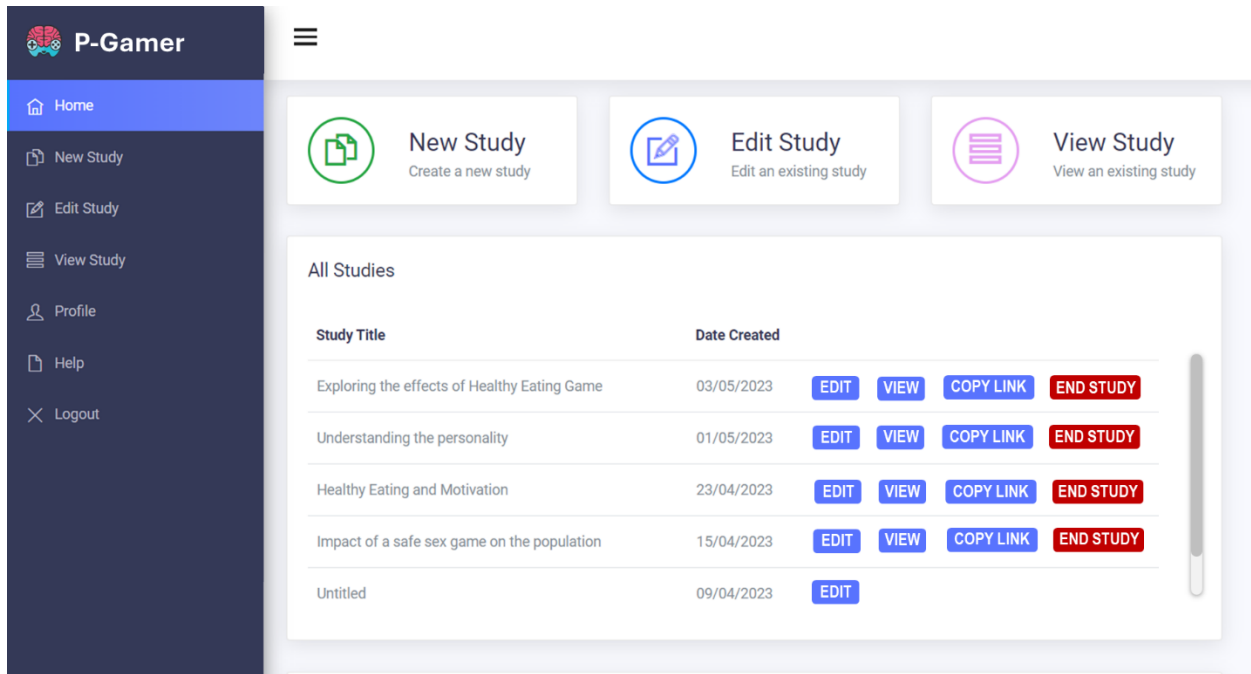 P-Gamer
Home
New Study
Edit Study
View Study
Profile
Help
Logout
New Study
Create a new study
Edit Study
Edit an existing study
View Study
View an existing study
All Studies
Study Title Date Created
Exploring the effects of Healthy Eating Game 03/05/2023 EDIT VIEW COPY LINK END STUDY
Understanding the personality 01/05/2023 EDIT VIEW COPY LINK END STUDY
Healthy Eating and Motivation 23/04/2023 EDIT VIEW COPY LINK END STUDY
Impact of a safe sex game on the population 15/04/2023 EDIT VIEW COPY LINK END STUDY
Untitled 09/04/2023 EDIT